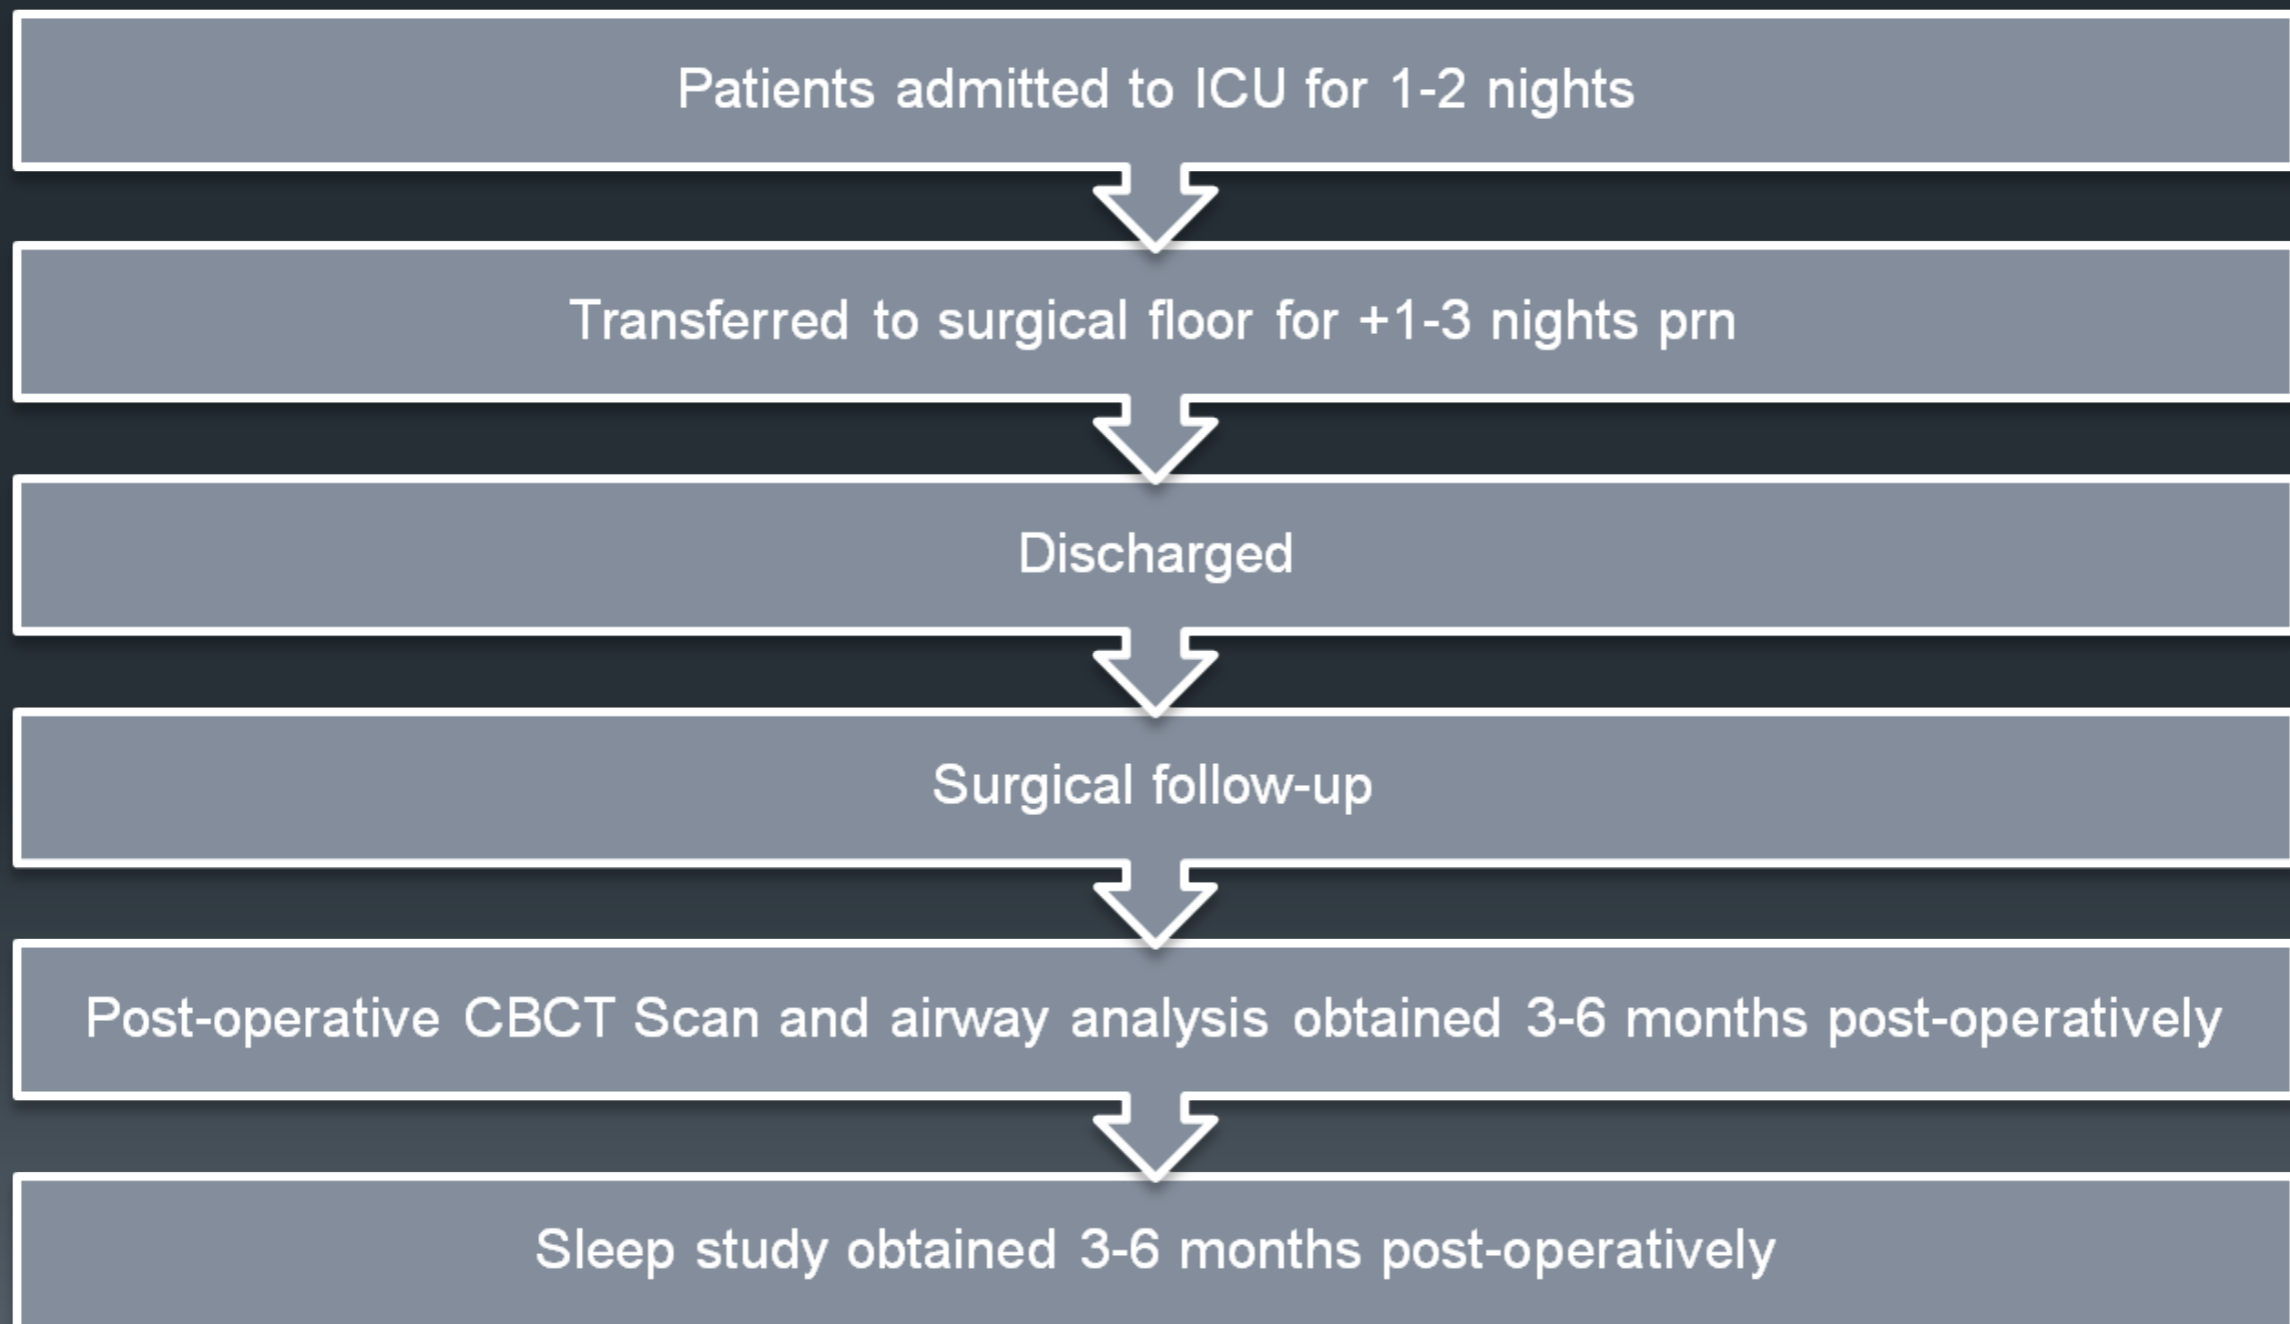 Patients admitted to ICU for 1-2 nights
Transferred to surgical floor for +1-3 nights prn
Discharged
Surgical follow-up
Post-operative CBCT Scan and airway analysis obtained 3-6 months post-operatively
Sleep study obtained 3-6 months post-operatively